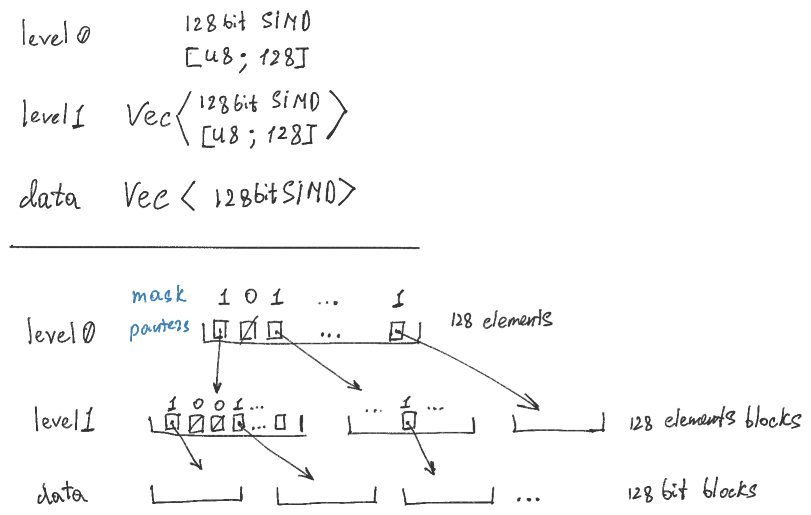 level 0 128 bit SIMD
[u8; 128]
level 1 Vec < 128 bit SIMD >
[u8; 128]
data Vec < 128 bit SIMD >
mask 1 0 1 ... 1
level 0 pointers ... 128 elements
1 0 0 1 ... ... 1 ...
level 1 ... 128 elements blocks
data ... 128 bit blocks